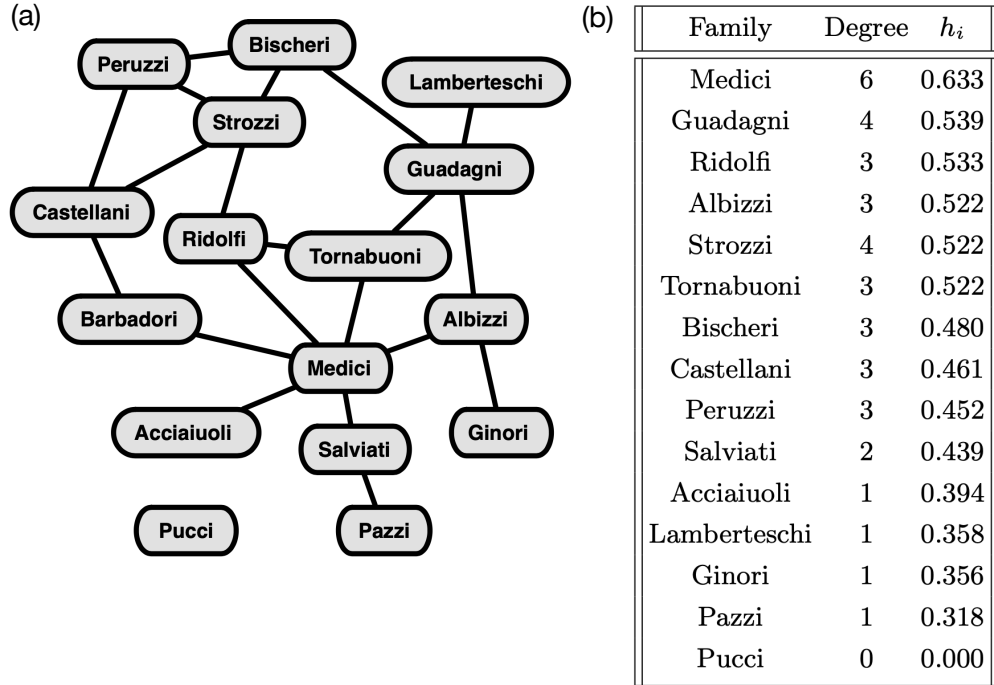 (a)
Peruzzi
Bischeri
Lamberteschi
Strozzi
Guadagni
Castellani
Ridolfi
Tornabuoni
Barbadori
Albizzi
Medici
Acciaiuoli
Salviati
Ginori
Pucci
Pazzi
(b)
Family Degree h_i
Medici 6 0.633
Guadagni 4 0.539
Ridolfi 3 0.533
Albizzi 3 0.522
Strozzi 4 0.522
Tornabuoni 3 0.522
Bischeri 3 0.480
Castellani 3 0.461
Peruzzi 3 0.452
Salviati 2 0.439
Acciaiuoli 1 0.394
Lamberteschi 1 0.358
Ginori 1 0.356
Pazzi 1 0.318
Pucci 0 0.000